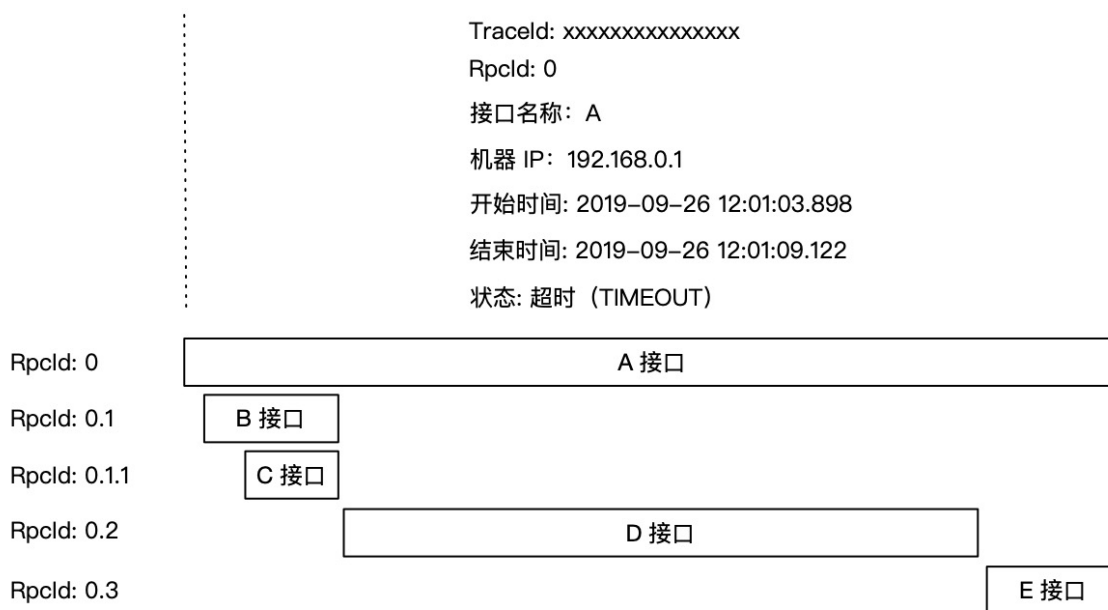 TraceId: xxxxxxxxxxxxxxx
RpcId: 0
接口名称：A
机器 IP：192.168.0.1
开始时间: 2019-09-26 12:01:03.898
结束时间: 2019-09-26 12:01:09.122
状态: 超时（TIMEOUT）
RpcId: 0 A 接口
RpcId: 0.1 B 接口
RpcId: 0.1.1 C 接口
RpcId: 0.2 D 接口
RpcId: 0.3 E 接口